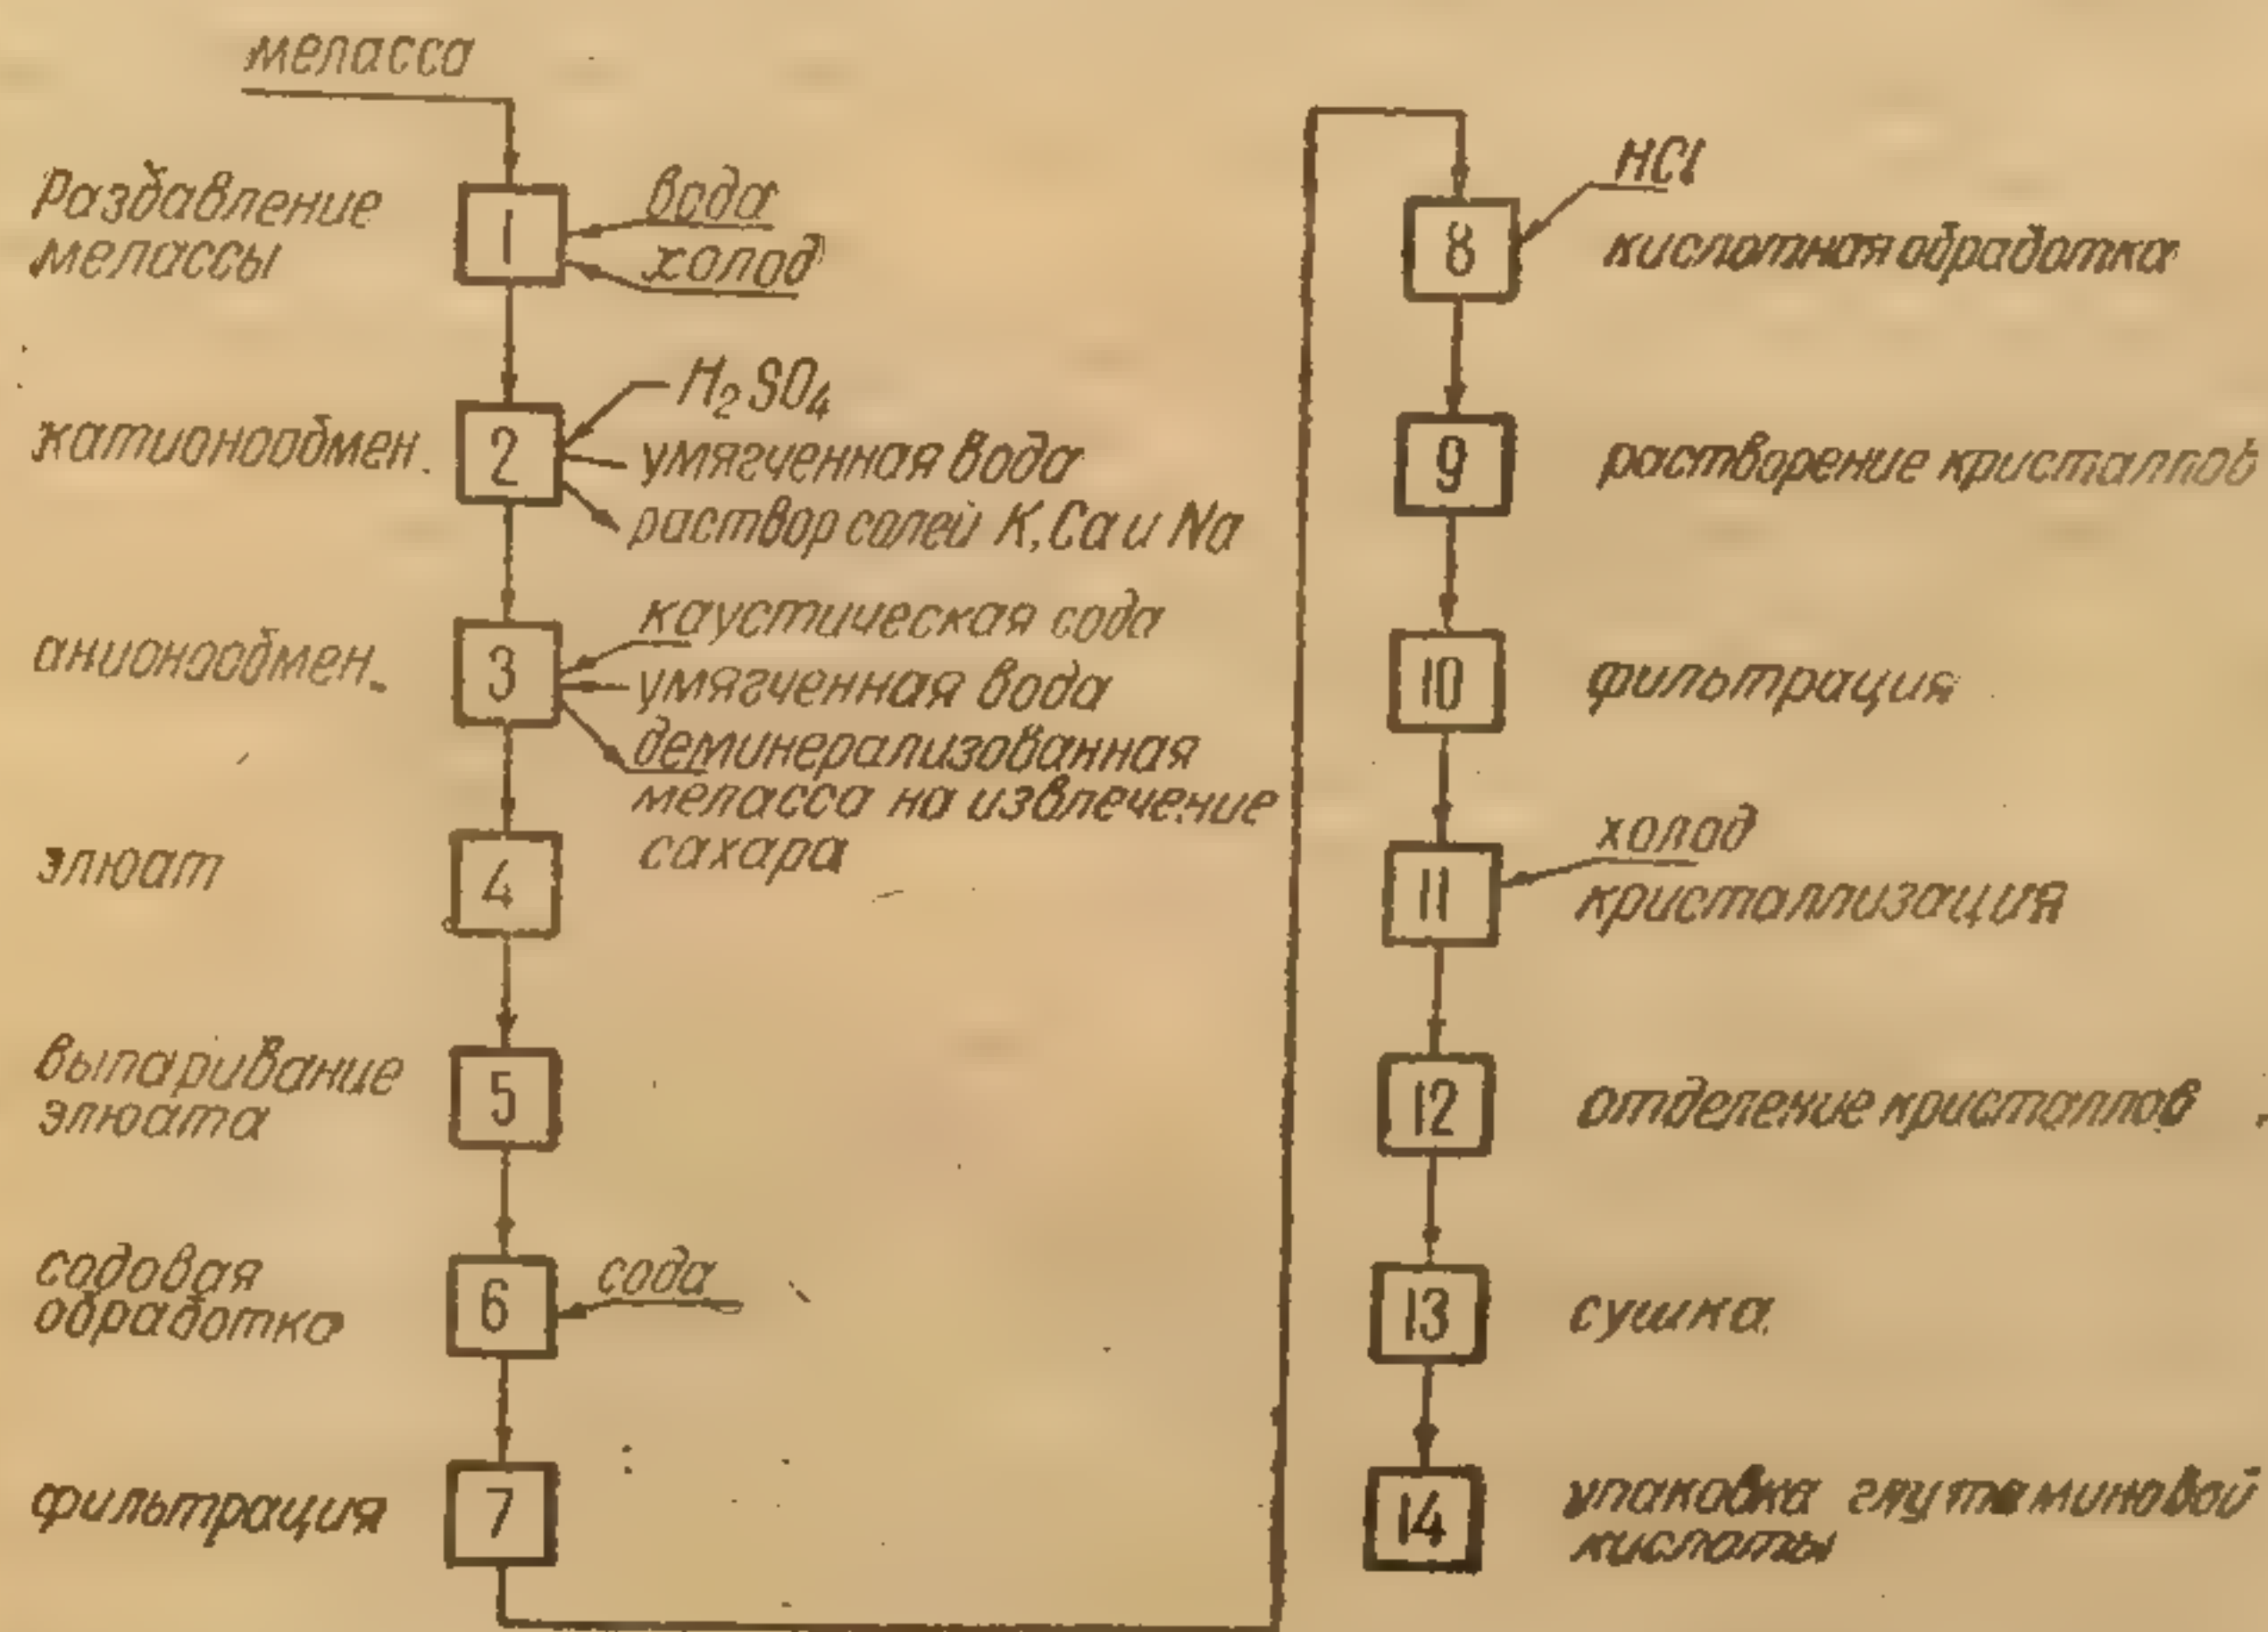 меласса
Раздавление
мелассы
1
вода
холод
катионообмен.
2
H2SO4
умягченная вода
раствор солей K, Ca и Na
анионообмен.
3
каустическая сода
умягченная вода
деминерализованная
меласса на извлечение
сахара
элюат
4
выпаривание
элюата
5
содовая
обработка
6
сода
фильтрация
7
8
HCl
кислотная обработка
9
растворение кристаллов
10
фильтрация
11
холод
кристаллизация
12
отделение кристаллов
13
сушка.
14
упаковка глутаминовой
кислоты